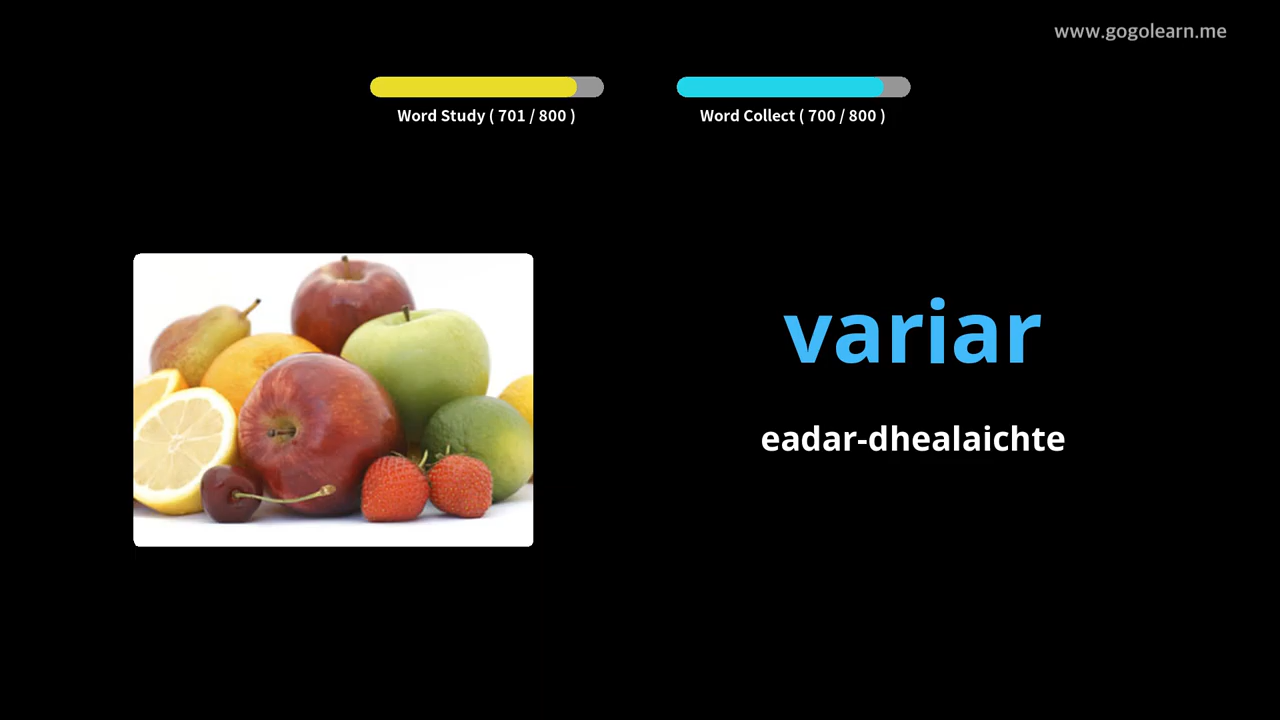 www.gogolearn.me
Word Study ( 701 / 800 )
Word Collect ( 700 / 800 )
variar
eadar-dhealaichte